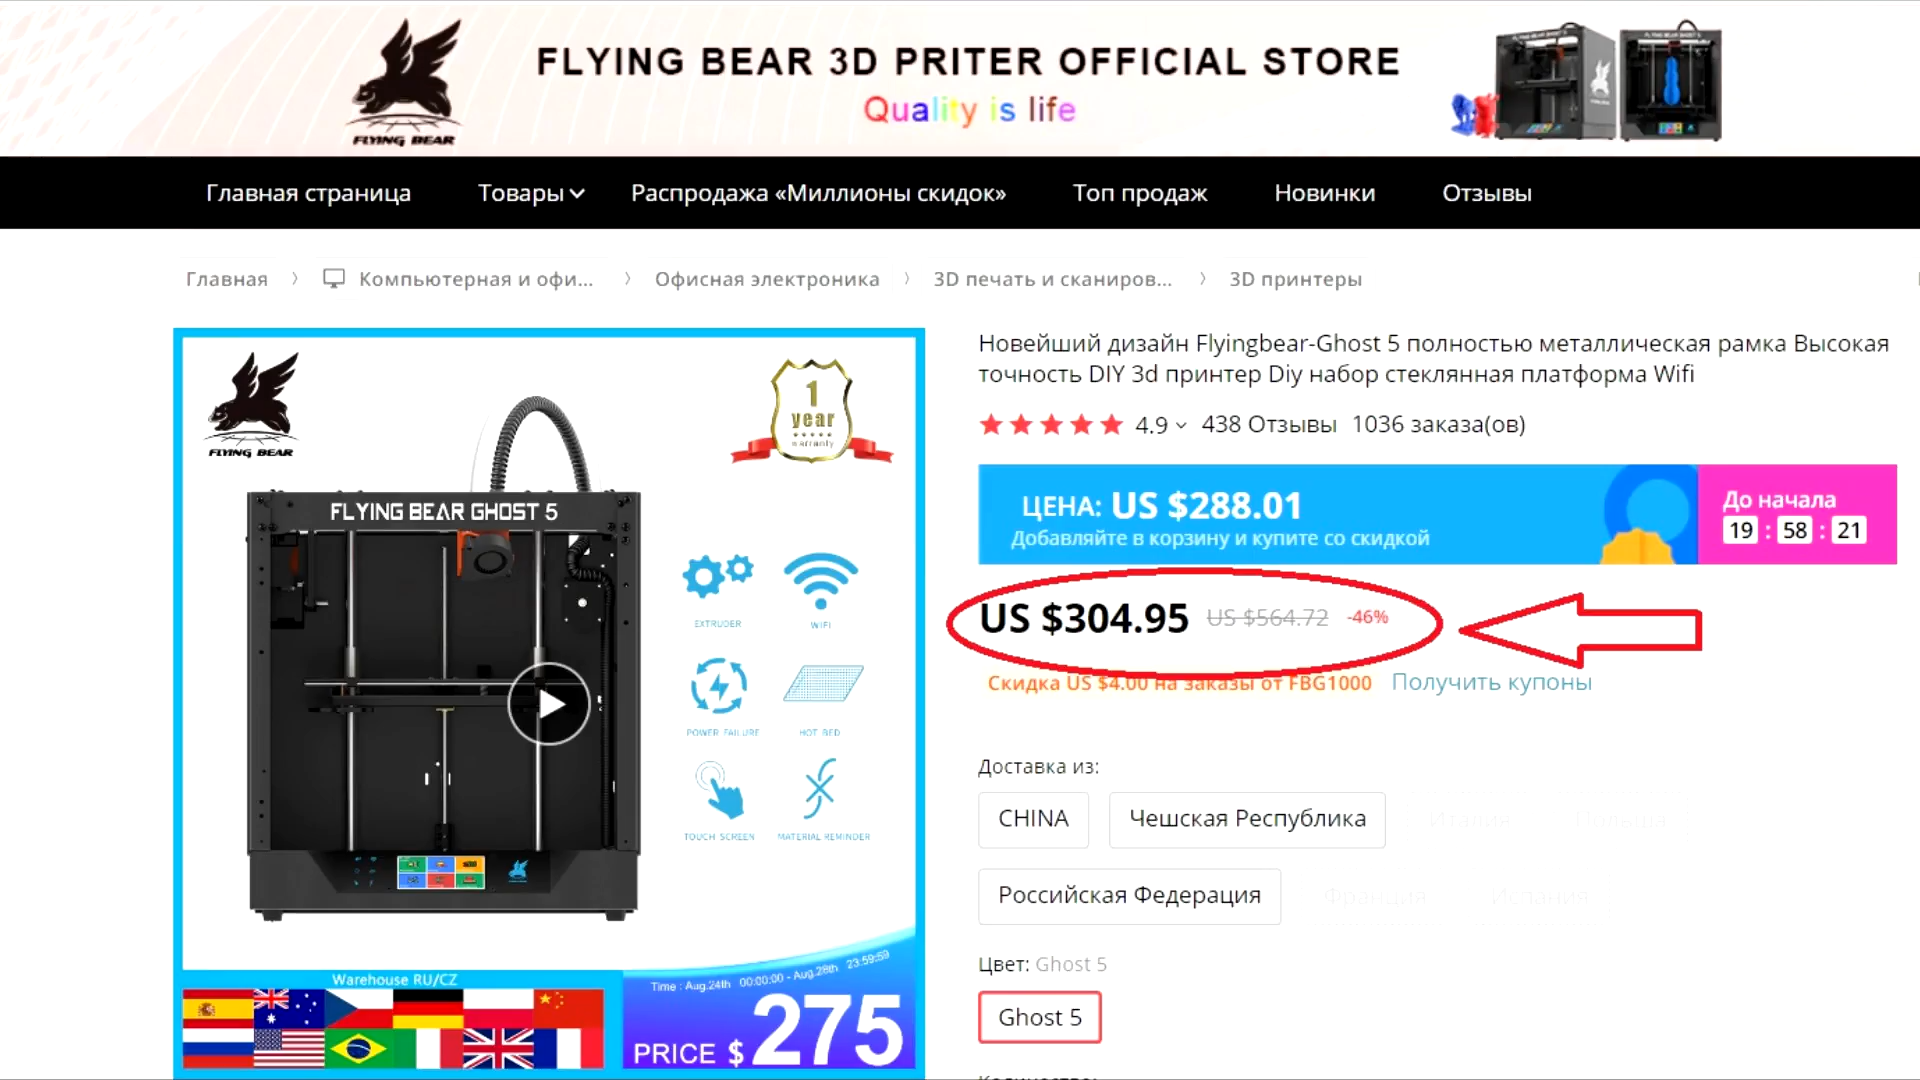 FLYING BEAR 3D PRITER OFFICIAL STORE
Quality is life
FLYING BEAR
Главная страница Товары Распродажа «Миллионы скидок» Топ продаж Новинки Отзывы
Главная Компьютерная и офи... Офисная электроника 3D печать и сканиров... 3D принтеры
FLYING BEAR
1
year
warranty
FLYING BEAR GHOST 5
EXTRUDER WIFI
POWER FAILURE HOT BED
TOUCH SCREEN MATERIAL REMINDER
Warehouse RU/CZ
Time : Aug.24th 00:00:00 - Aug.28th 23:59:59
PRICE $ 275
Новейший дизайн Flyingbear-Ghost 5 полностью металлическая рамка Высокая
точность DIY 3d принтер Diy набор стеклянная платформа Wifi
4.9 438 Отзывы 1036 заказа(ов)
ЦЕНА: US $288.01
Добавляйте в корзину и купите со скидкой
До начала
19 : 58 : 21
US $304.95 US $564.72 -46%
Скидка US $4.00 на заказы от FBG1000 Получить купоны
Доставка из:
CHINA Чешская Республика Италия Польша
Российская Федерация Франция Испания
Цвет: Ghost 5
Ghost 5